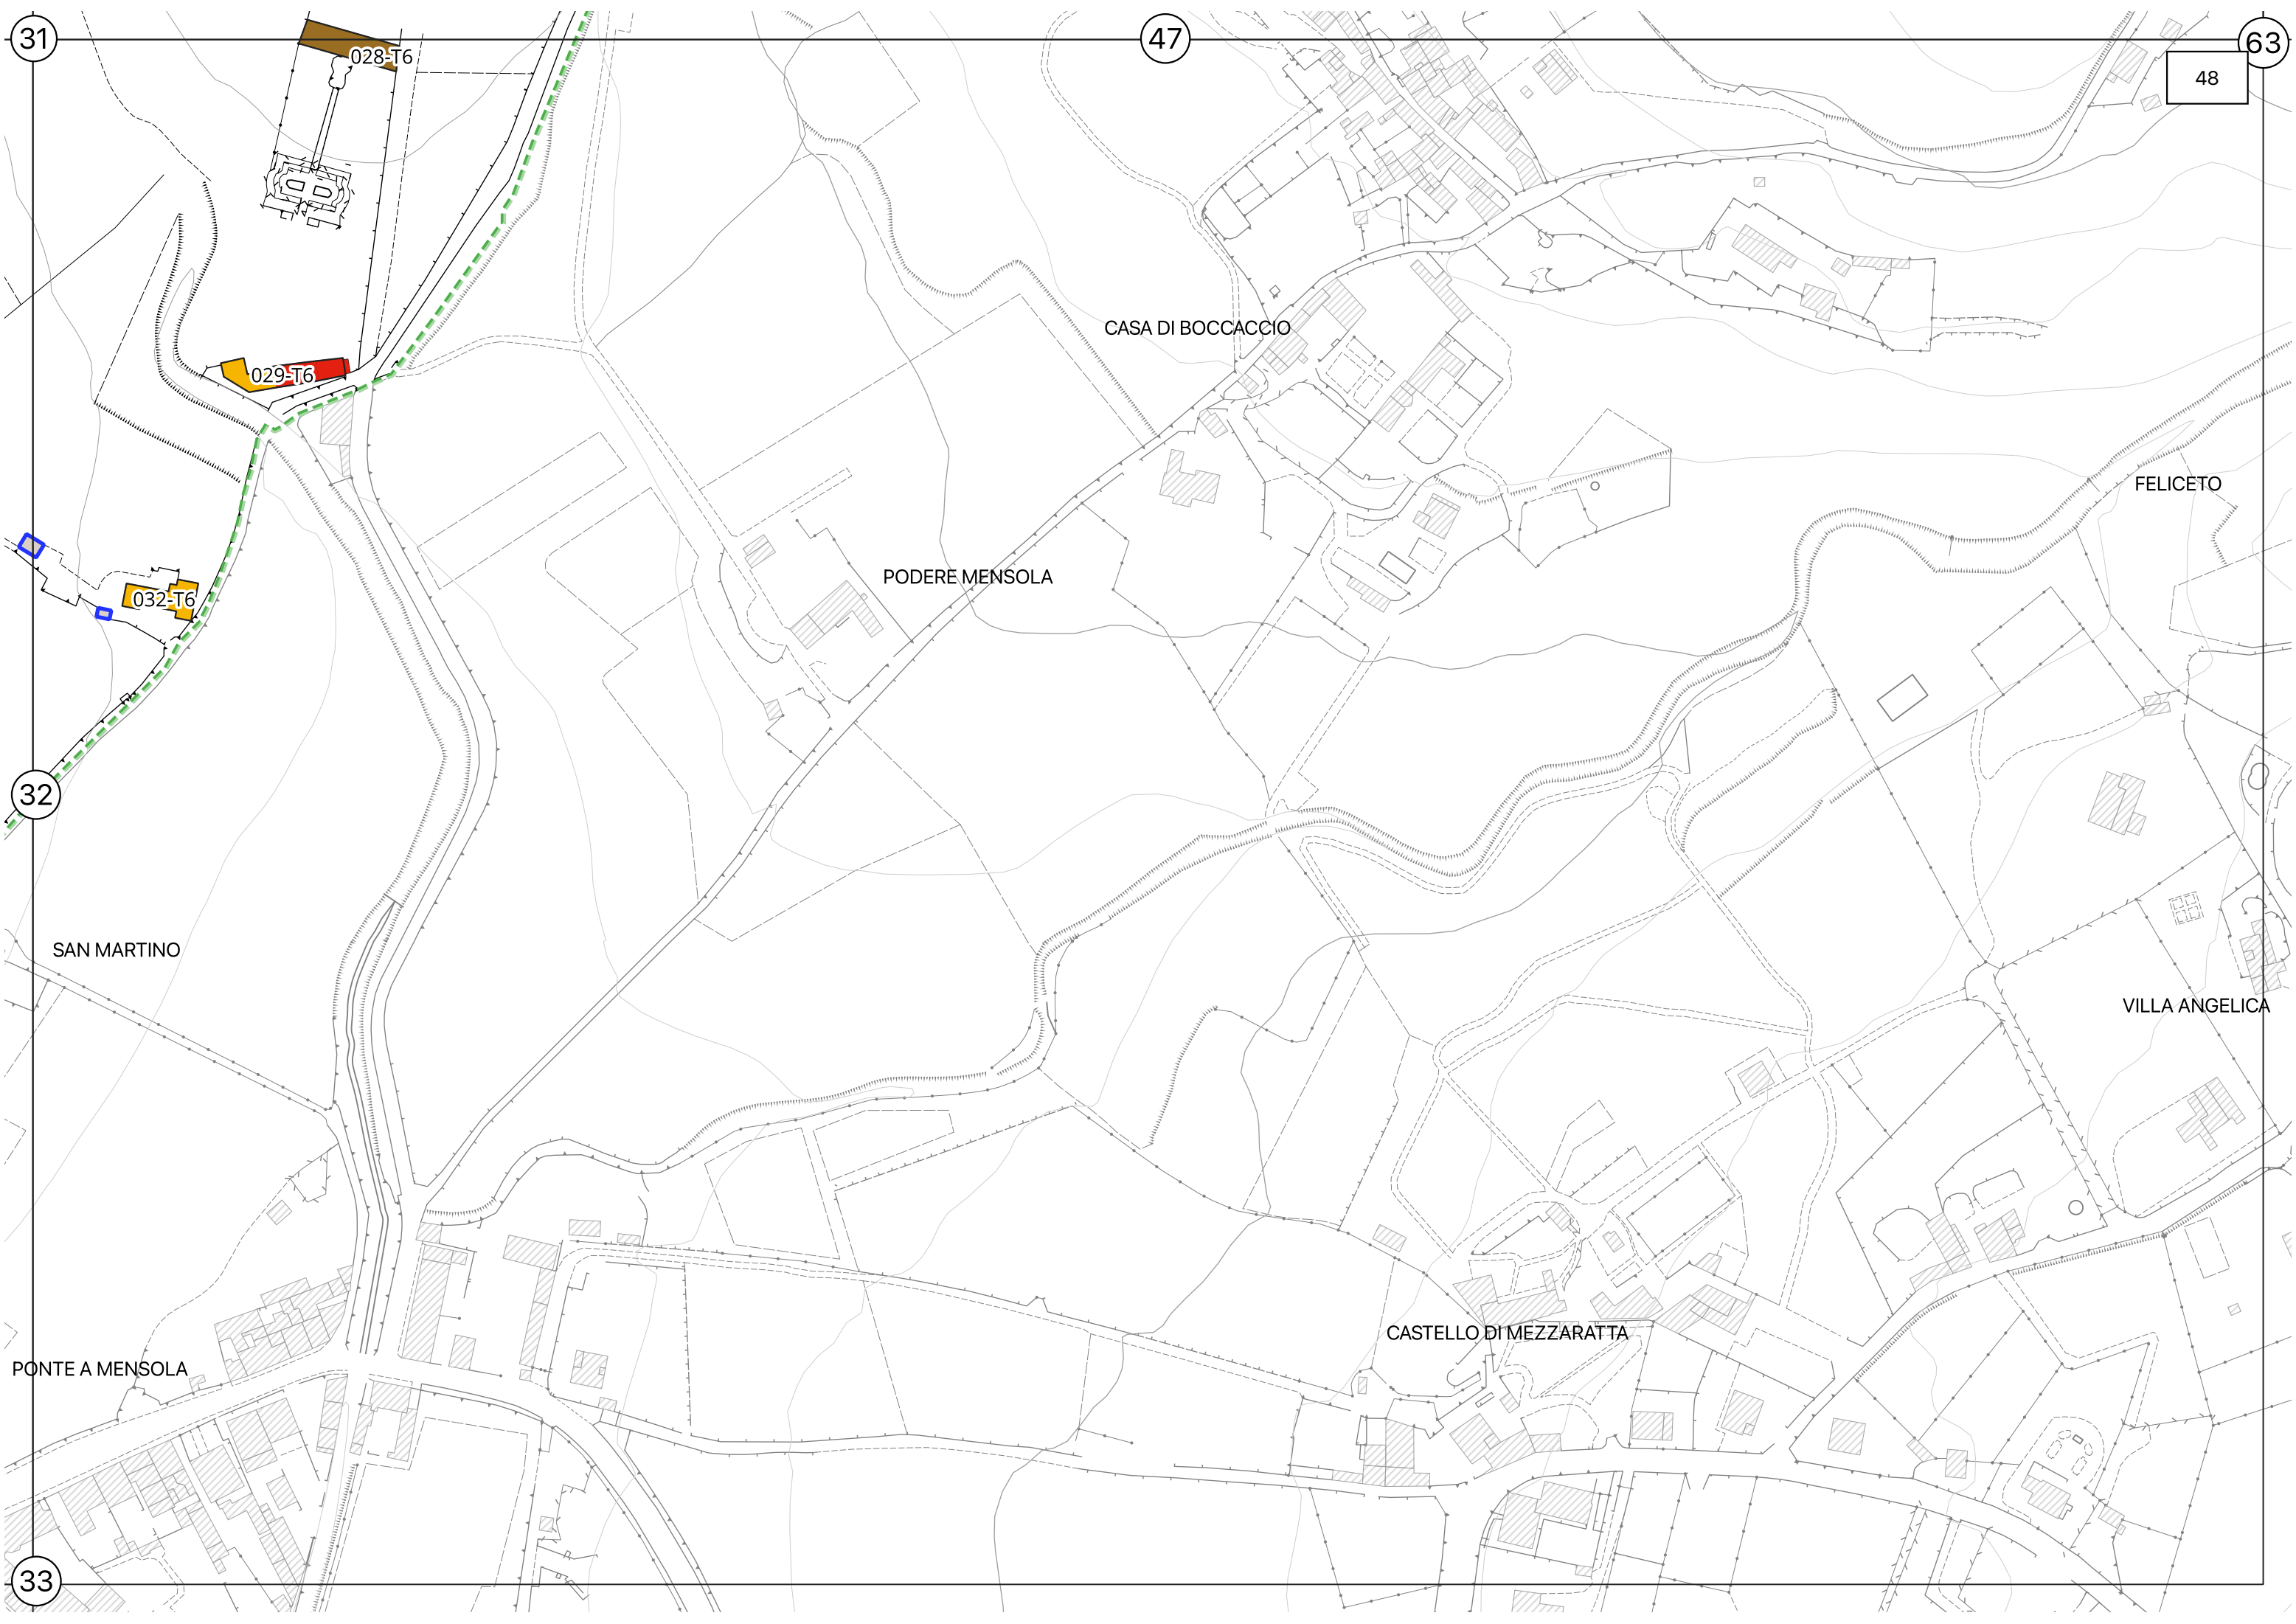 31
47
63
48
028-T6
CASA DI BOCCACCIO
029-T6
FELICETO
PODERE MENSOLA
032-T6
32
SAN MARTINO
VILLA ANGELICA
CASTELLO DI MEZZARATTA
PONTE A MENSOLA
33